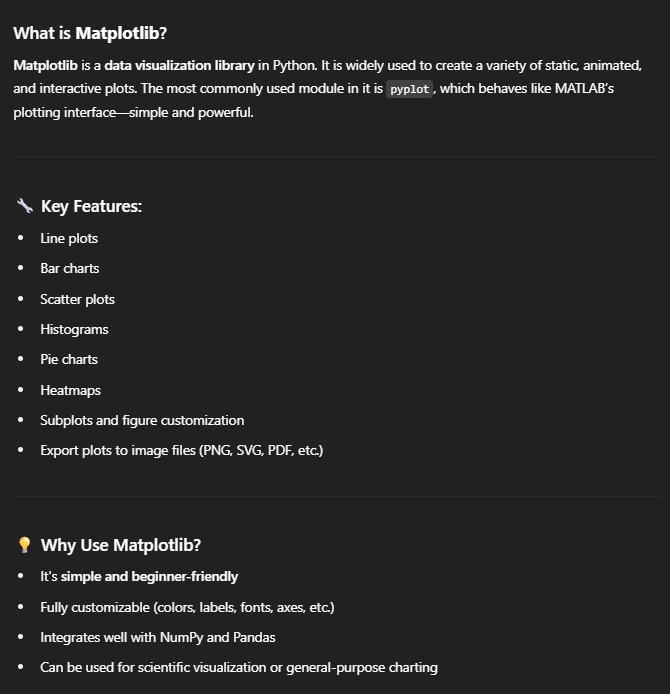 What is Matplotlib?
Matplotlib is a data visualization library in Python. It is widely used to create a variety of static, animated,
and interactive plots. The most commonly used module in it is pyplot, which behaves like MATLAB's
plotting interface—simple and powerful.
🔧 Key Features:
• Line plots
• Bar charts
• Scatter plots
• Histograms
• Pie charts
• Heatmaps
• Subplots and figure customization
• Export plots to image files (PNG, SVG, PDF, etc.)
💡 Why Use Matplotlib?
• It's simple and beginner-friendly
• Fully customizable (colors, labels, fonts, axes, etc.)
• Integrates well with NumPy and Pandas
• Can be used for scientific visualization or general-purpose charting